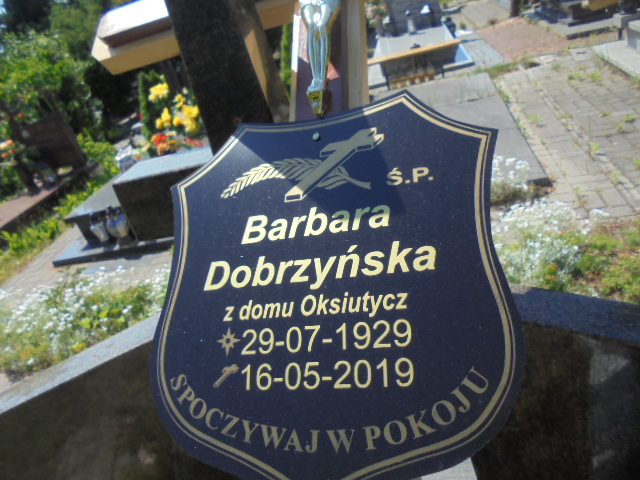 Ś.P.
Barbara
Dobrzyńska
z domu Oksiutycz
29-07-1929
16-05-2019
SPOCZYWAJ W POKOJU